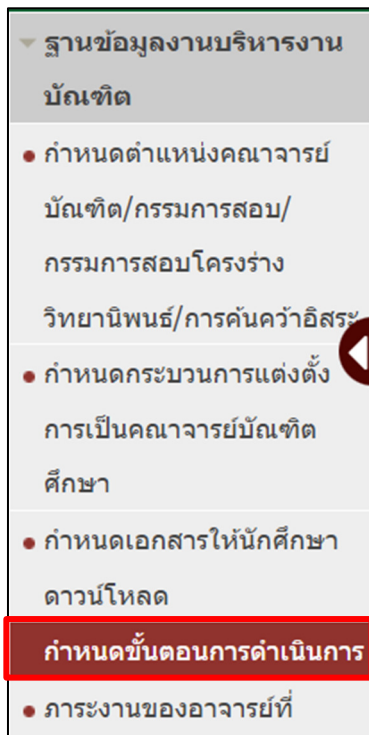 ฐานข้อมูลงานบริหารงาน
บัณฑิต
กำหนดตำแหน่งคณาจารย์
บัณฑิต/กรรมการสอบ/
กรรมการสอบโครงร่าง
วิทยานิพนธ์/การค้นคว้าอิสระ
กำหนดกระบวนการแต่งตั้ง
การเป็นคณาจารย์บัณฑิต
ศึกษา
กำหนดเอกสารให้นักศึกษา
ดาวน์โหลด
กำหนดขั้นตอนการดำเนินการ
ภาระงานของอาจารย์ที่